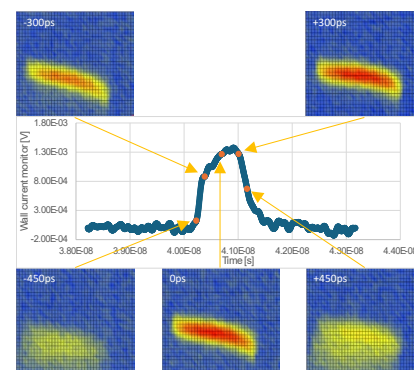 -300ps
+300ps
1.80E-03
1.30E-03
8.00E-04
3.00E-04
-2.00E-04
Wall current monitor [V]
3.80E-08 3.90E-08 4.00E-08 4.10E-08 4.20E-08 4.30E-08 4.40E-08
Time [s]
-450ps
0ps
+450ps